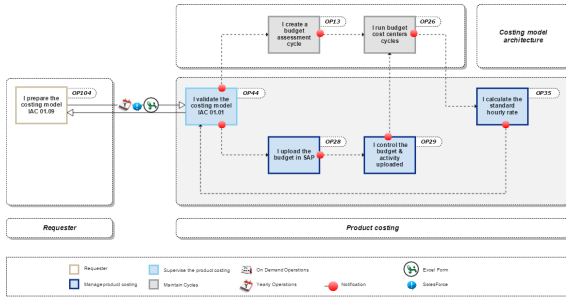 OP13
I create a
budget
assessment
cycle
OP26
I run budget
cost centers
cycles
Costing model
architecture
OP104
I prepare the
costing model
IAC 01.09
OP44
I validate the
costing model
IAC 01.01
OP35
I calculate the
standard
hourly rate
OP28
I upload the
budget in SAP
OP29
I control the
budget &
activity
uploaded
Requester
Product costing
Requester
Supervise the product costing
On Demand Operations
Excel Form
Manage product costing
Maintain Cycles
Yearly Operations
Notification
SalesForce